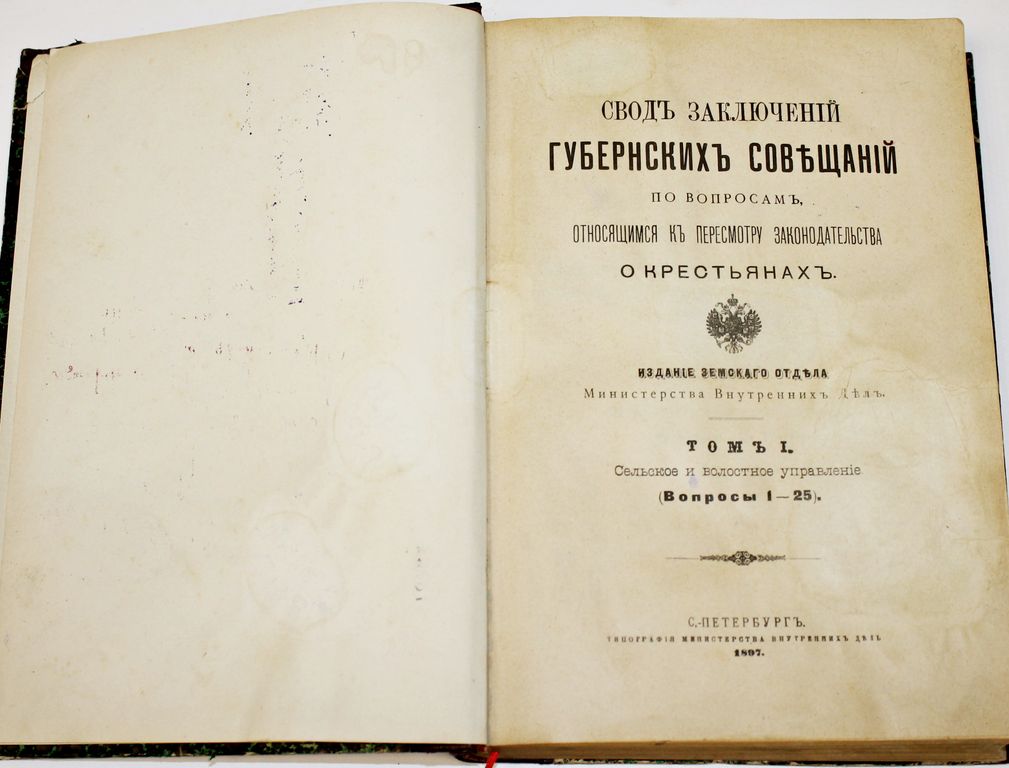 СВОДЪ ЗАКЛЮЧЕНІЙ
ГУБЕРНСКИХЪ СОВѢЩАНІЙ
ПО ВОПРОСАМЪ,
ОТНОСЯЩИМСЯ КЪ ПЕРЕСМОТРУ ЗАКОНОДАТЕЛЬСТВА
О КРЕСТЬЯНАХЪ.
ИЗДАНІЕ ЗЕМСКАГО ОТДѢЛА
Министерства Внутреннихъ Дѣлъ.
ТОМЪ I.
Сельское и волостное управленіе
(Вопросы 1—25).
С.-ПЕТЕРБУРГЪ.
ТИПОГРАФІЯ МИНИСТЕРСТВА ВНУТРЕННИХЪ ДѢЛЪ
1897.